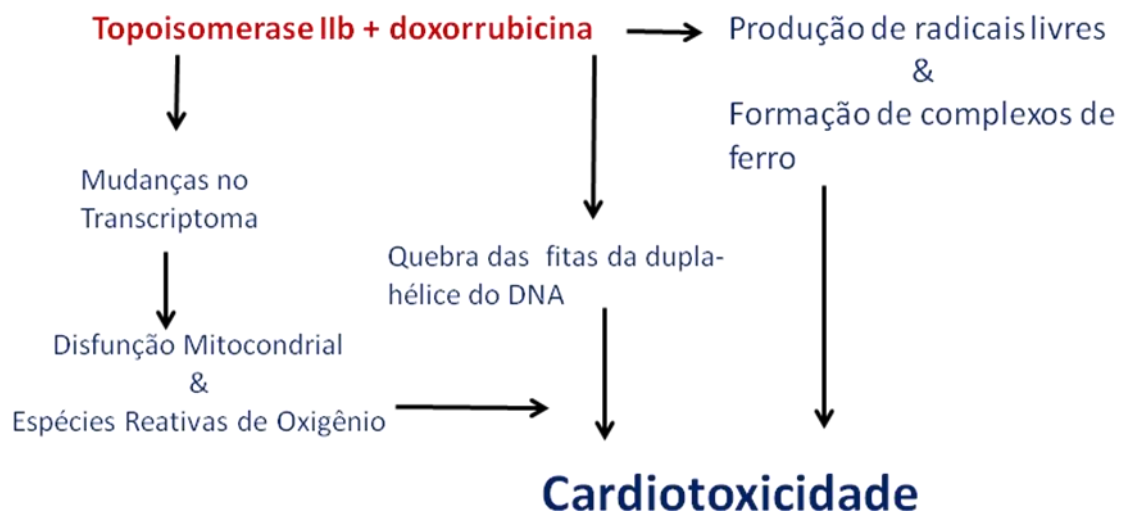 Topoisomerase IIb + doxorrubicina
Produção de radicais livres
&
Formação de complexos de
ferro
Mudanças no
Transcriptoma
Quebra das fitas da dupla-
hélice do DNA
Disfunção Mitocondrial
&
Espécies Reativas de Oxigênio
Cardiotoxicidade